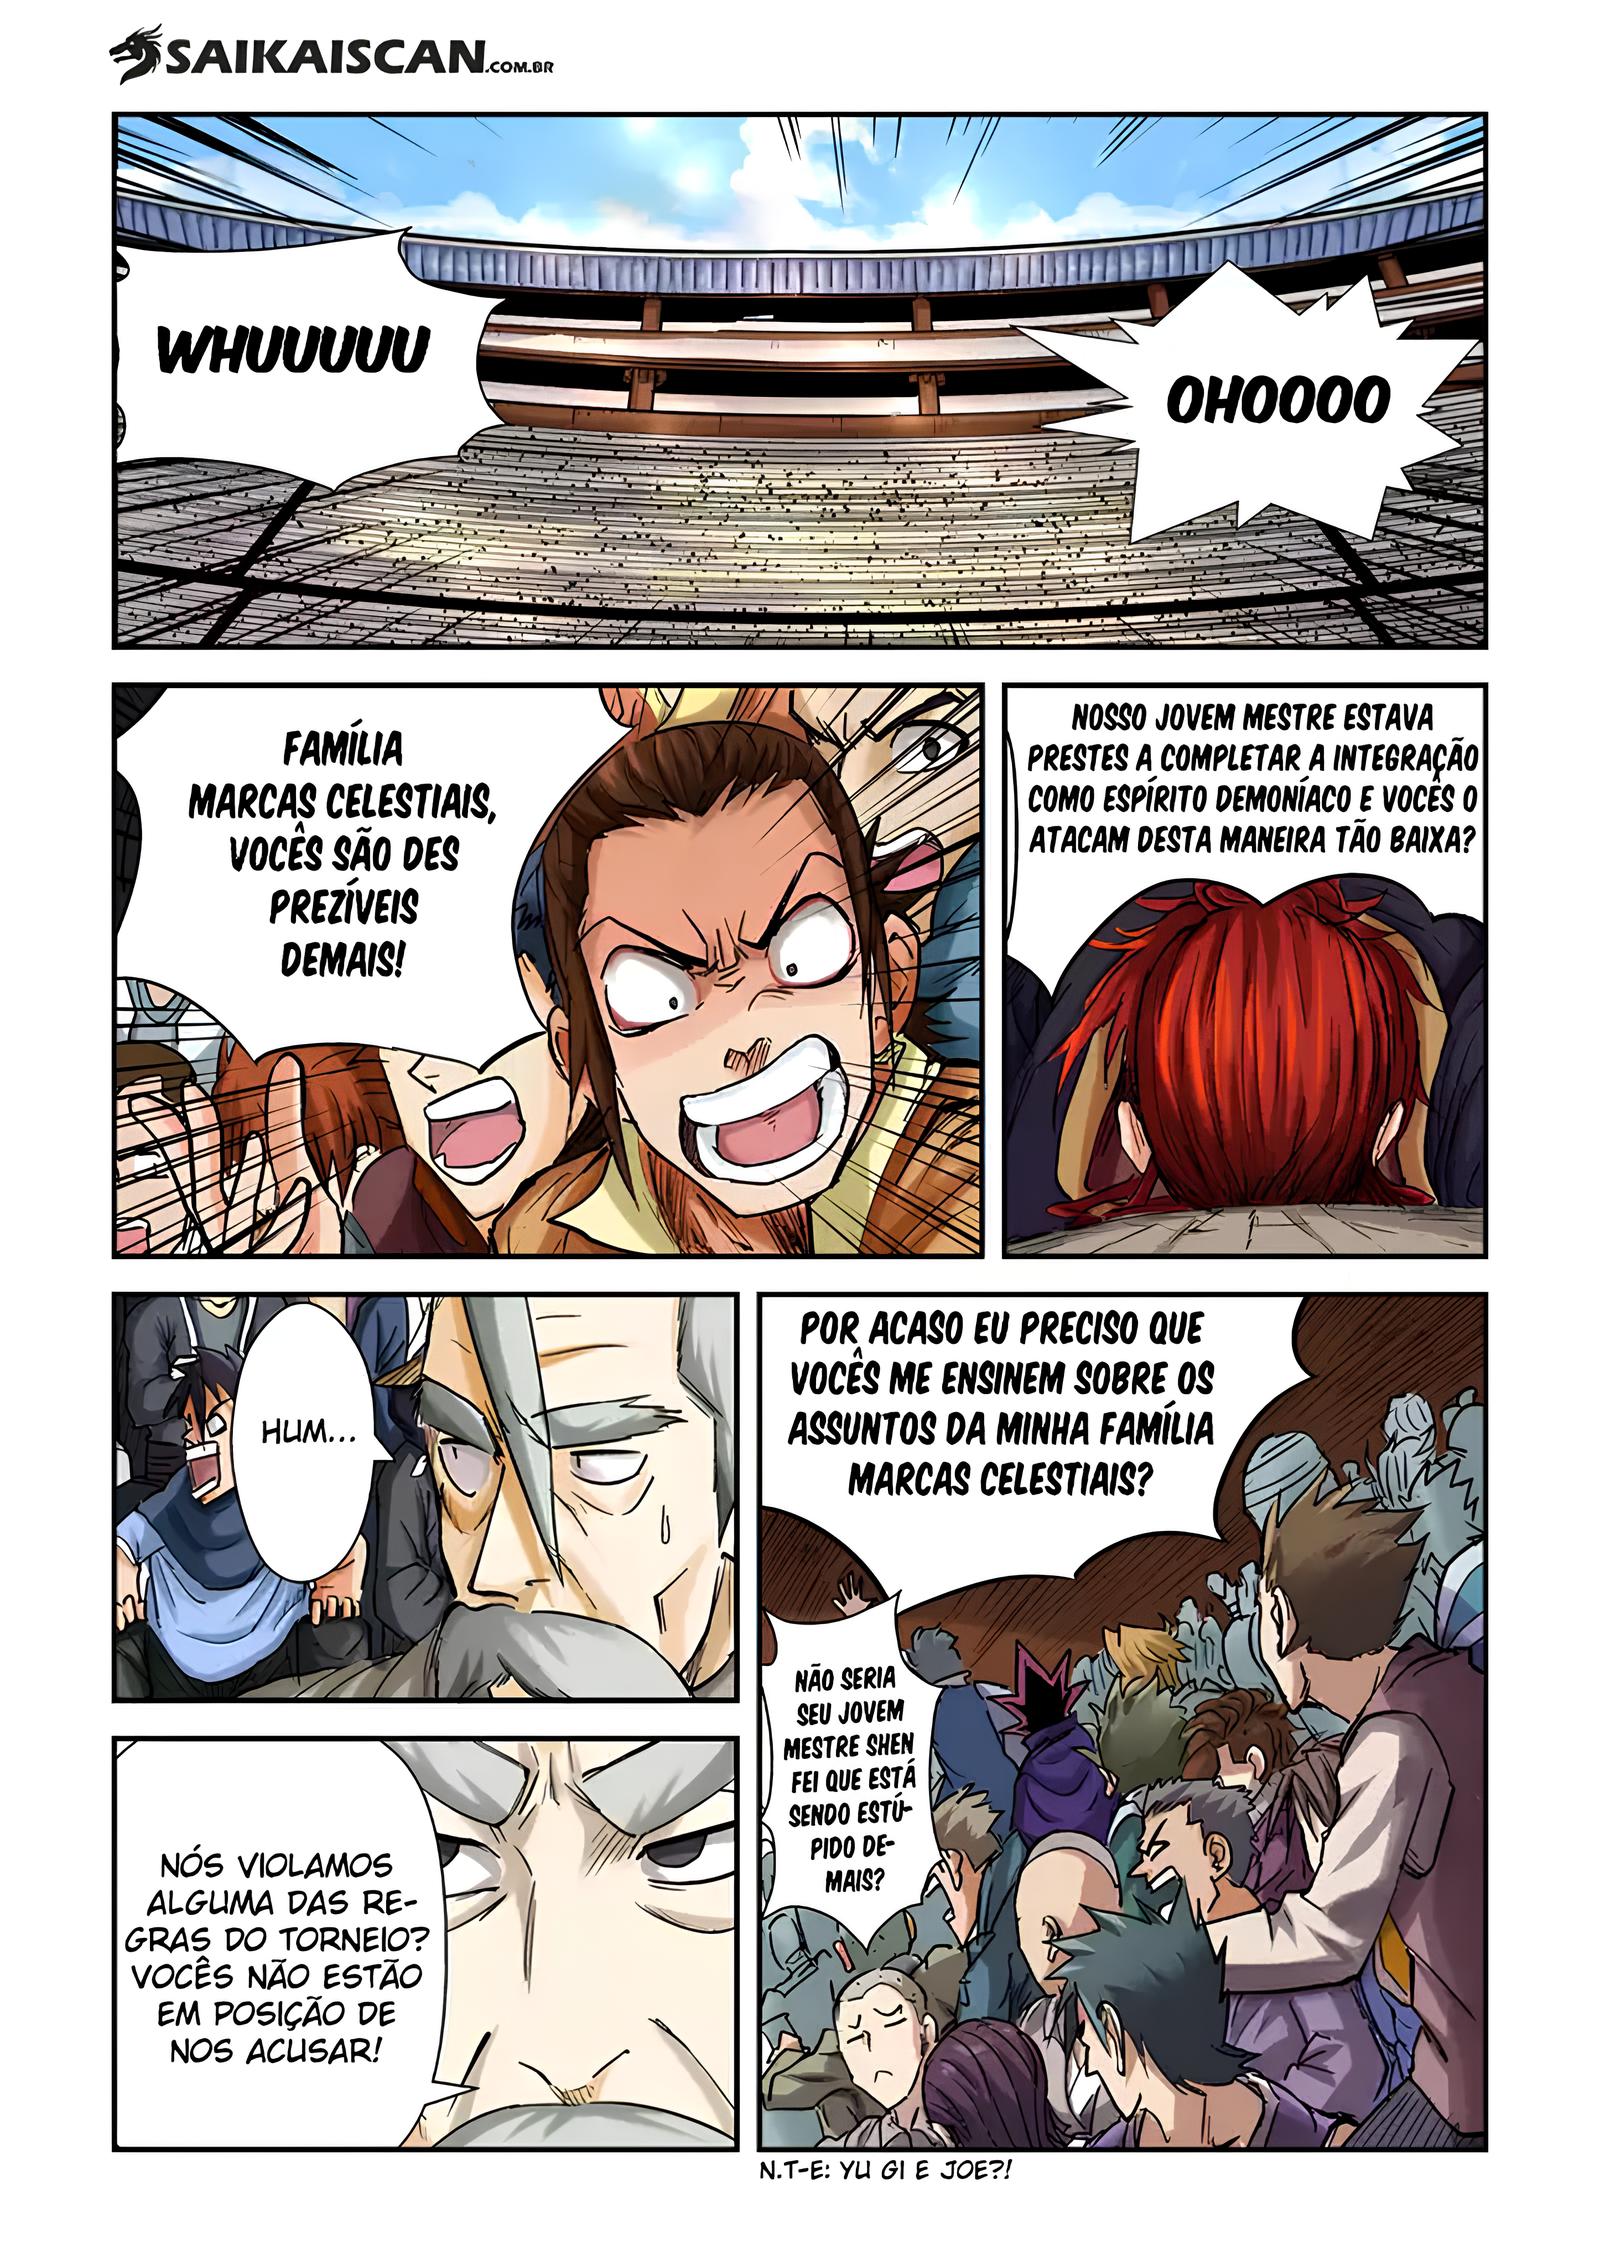 SAIKAISCAN.COM.BR
WHUUUUU
OHOOOO
FAMÍLIA
MARCAS CELESTIAIS,
VOCÊS SÃO DES
PREZÍVEIS
DEMAIS!
NOSSO JOVEM MESTRE ESTAVA
PRESTES A COMPLETAR A INTEGRAÇÃO
COMO ESPÍRITO DEMONÍACO E VOCÊS O
ATACAM DESTA MANEIRA TÃO BAIXA?
HUM...
POR ACASO EU PRECISO QUE
VOCÊS ME ENSINEM SOBRE OS
ASSUNTOS DA MINHA FAMÍLIA
MARCAS CELESTIAIS?
NÃO SERIA
SEU JOVEM
MESTRE SHEN
FEI QUE ESTÁ
SENDO ESTÚ-
PIDO DE-
MAIS?
NÓS VIOLAMOS
ALGUMA DAS RE-
GRAS DO TORNEIO?
VOCÊS NÃO ESTÃO
EM POSIÇÃO DE
NOS ACUSAR!
N.T-E: YU GI E JOE?!